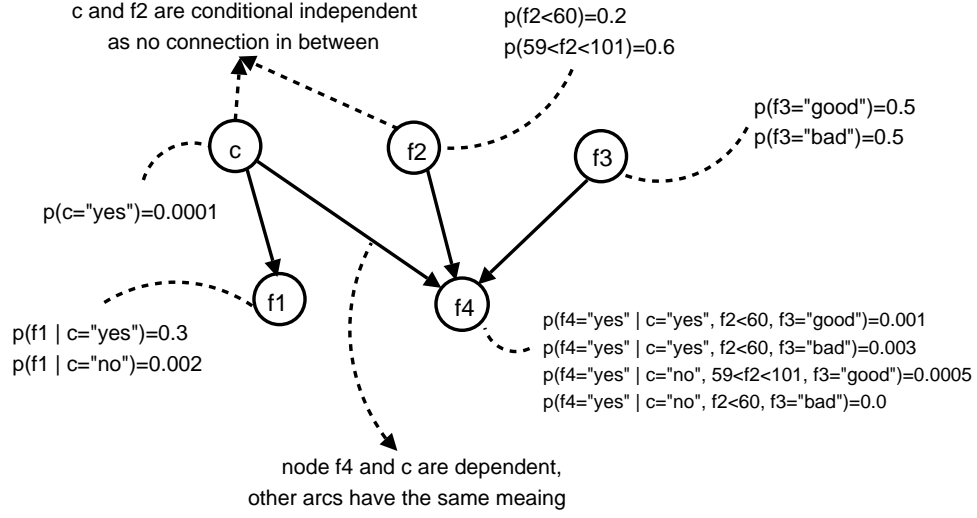 c and f2 are conditional independent
as no connection in between
p(f2<60)=0.2
p(59<f2<101)=0.6
p(f3="good")=0.5
p(f3="bad")=0.5
c
f2
f3
p(c="yes")=0.0001
f1
f4
p(f1 | c="yes")=0.3
p(f1 | c="no")=0.002
p(f4="yes" | c="yes", f2<60, f3="good")=0.001
p(f4="yes" | c="yes", f2<60, f3="bad")=0.003
p(f4="yes" | c="no", 59<f2<101, f3="good")=0.0005
p(f4="yes" | c="no", f2<60, f3="bad")=0.0
node f4 and c are dependent,
other arcs have the same meaing